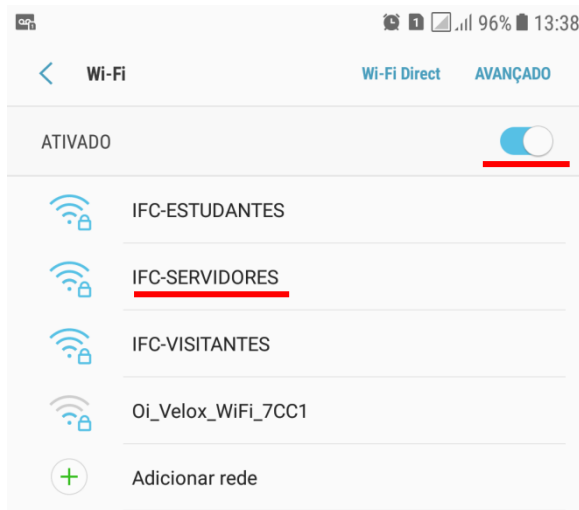 1 96% 13:38
Wi-Fi Wi-Fi Direct AVANÇADO
ATIVADO
IFC-ESTUDANTES
IFC-SERVIDORES
IFC-VISITANTES
Oi_Velox_WiFi_7CC1
Adicionar rede